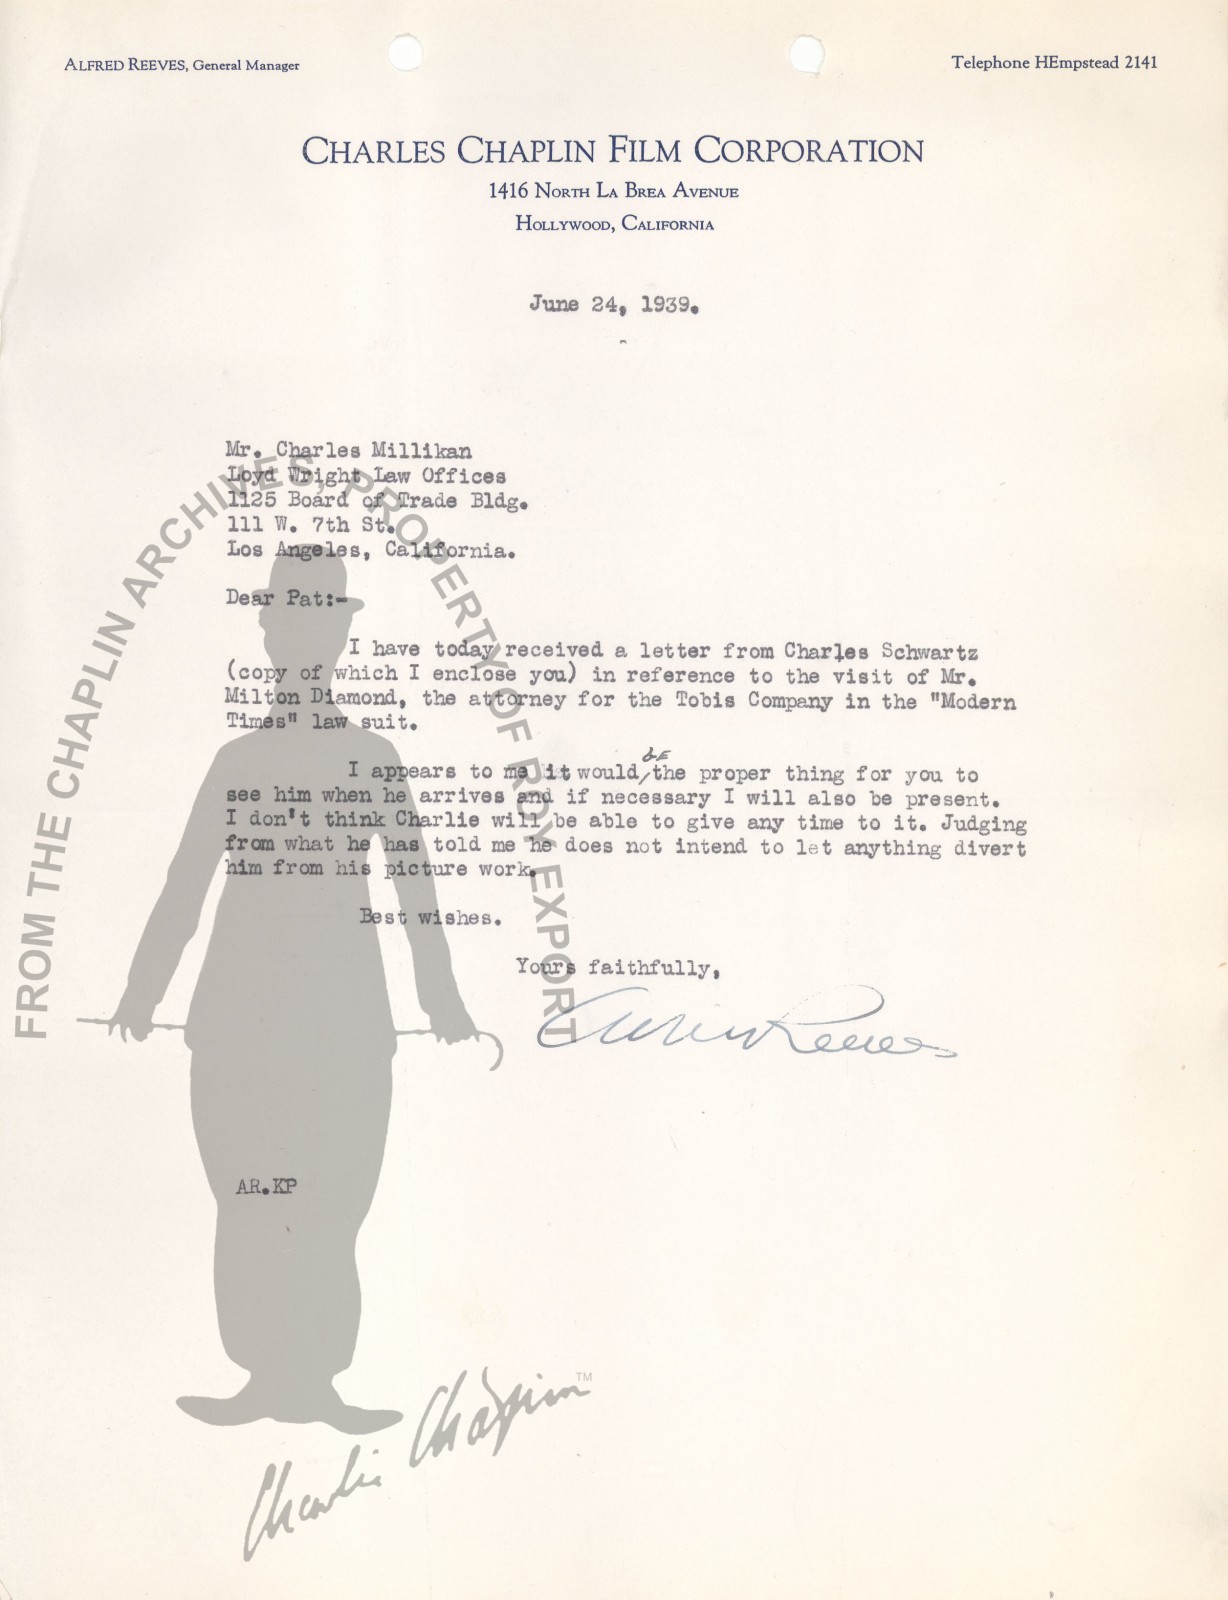 ALFRED REEVES, General Manager
Telephone HEmpstead 2141
CHARLES CHAPLIN FILM CORPORATION
1416 NORTH LA BREA AVENUE
HOLLYWOOD, CALIFORNIA
June 24, 1939.
Mr. Charles Millikan
Loyd Wright Law Offices
1125 Board of Trade Bldg.
111 W. 7th St.
Los Angeles, California.
Dear Pat:-
I have today received a letter from Charles Schwartz
(copy of which I enclose you) in reference to the visit of Mr.
Milton Diamond, the attorney for the Tobis Company in the "Modern
Times" law suit.
I appears to me it would be the proper thing for you to
see him when he arrives and if necessary I will also be present.
I don't think Charlie will be able to give any time to it. Judging
from what he has told me he does not intend to let anything divert
him from his picture work.
Best wishes.
Yours faithfully,
Alfred Reeves
AR.KP
FROM THE CHAPLIN ARCHIVES, PROPERTY OF ROY EXPORT
Charlie Chaplin TM